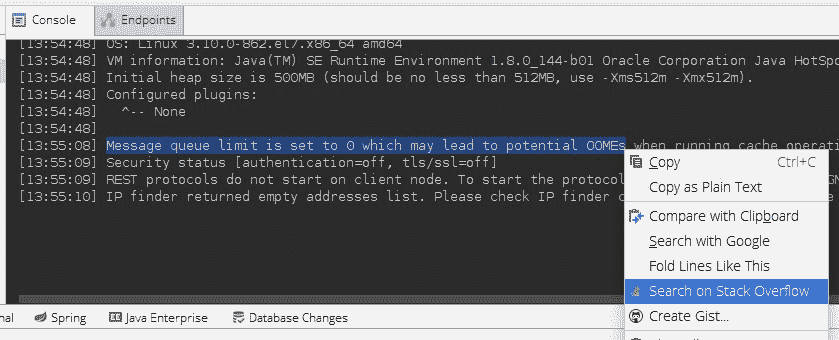 Console Endpoints
[13:54:48] OS: Linux 3.10.0-862.el7.x86_64 amd64
[13:54:48] VM information: Java(TM) SE Runtime Environment 1.8.0_144-b01 Oracle Corporation Java HotSpo
[13:54:48] Initial heap size is 500MB (should be no less than 512MB, use -Xms512m -Xmx512m).
[13:54:48] Configured plugins:
[13:54:48]   ^-- None
[13:54:48]
[13:55:08] Message queue limit is set to 0 which may lead to potential OOMEs when running cache operati
[13:55:09] Security status [authentication=off, tls/ssl=off]
[13:55:09] REST protocols do not start on client node. To start the protoco
[13:55:10] IP finder returned empty addresses list. Please check IP finder c
Copy Ctrl+C
Copy as Plain Text
Compare with Clipboard
Search with Google
Fold Lines Like This
Search on Stack Overflow
Create Gist...
nal Spring Java Enterprise Database Changes